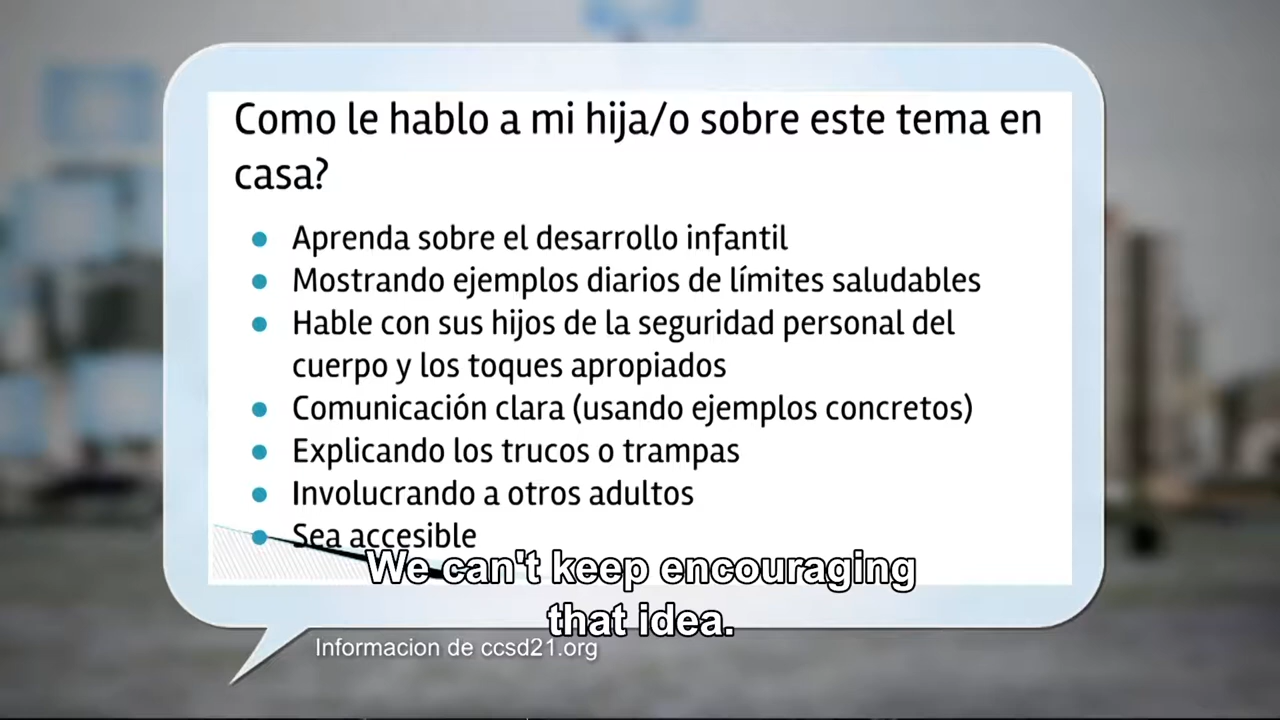 Como le hablo a mi hija/o sobre este tema en
casa?
Aprenda sobre el desarrollo infantil
Mostrando ejemplos diarios de límites saludables
Hable con sus hijos de la seguridad personal del
cuerpo y los toques apropiados
Comunicación clara (usando ejemplos concretos)
Explicando los trucos o trampas
Involucrando a otros adultos
Sea accesible
We can't keep encouraging
that idea.
Informacion de ccsd21.org